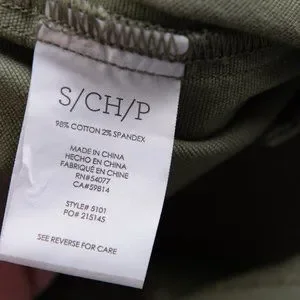 S/CH/P
98% COTTON 2% SPANDEX
MADE IN CHINA
HECHO EN CHINA
FABRIQUÉ EN CHINE
RN#54077
CA#59814
STYLE# 5101
PO# 215145
SEE REVERSE FOR CARE